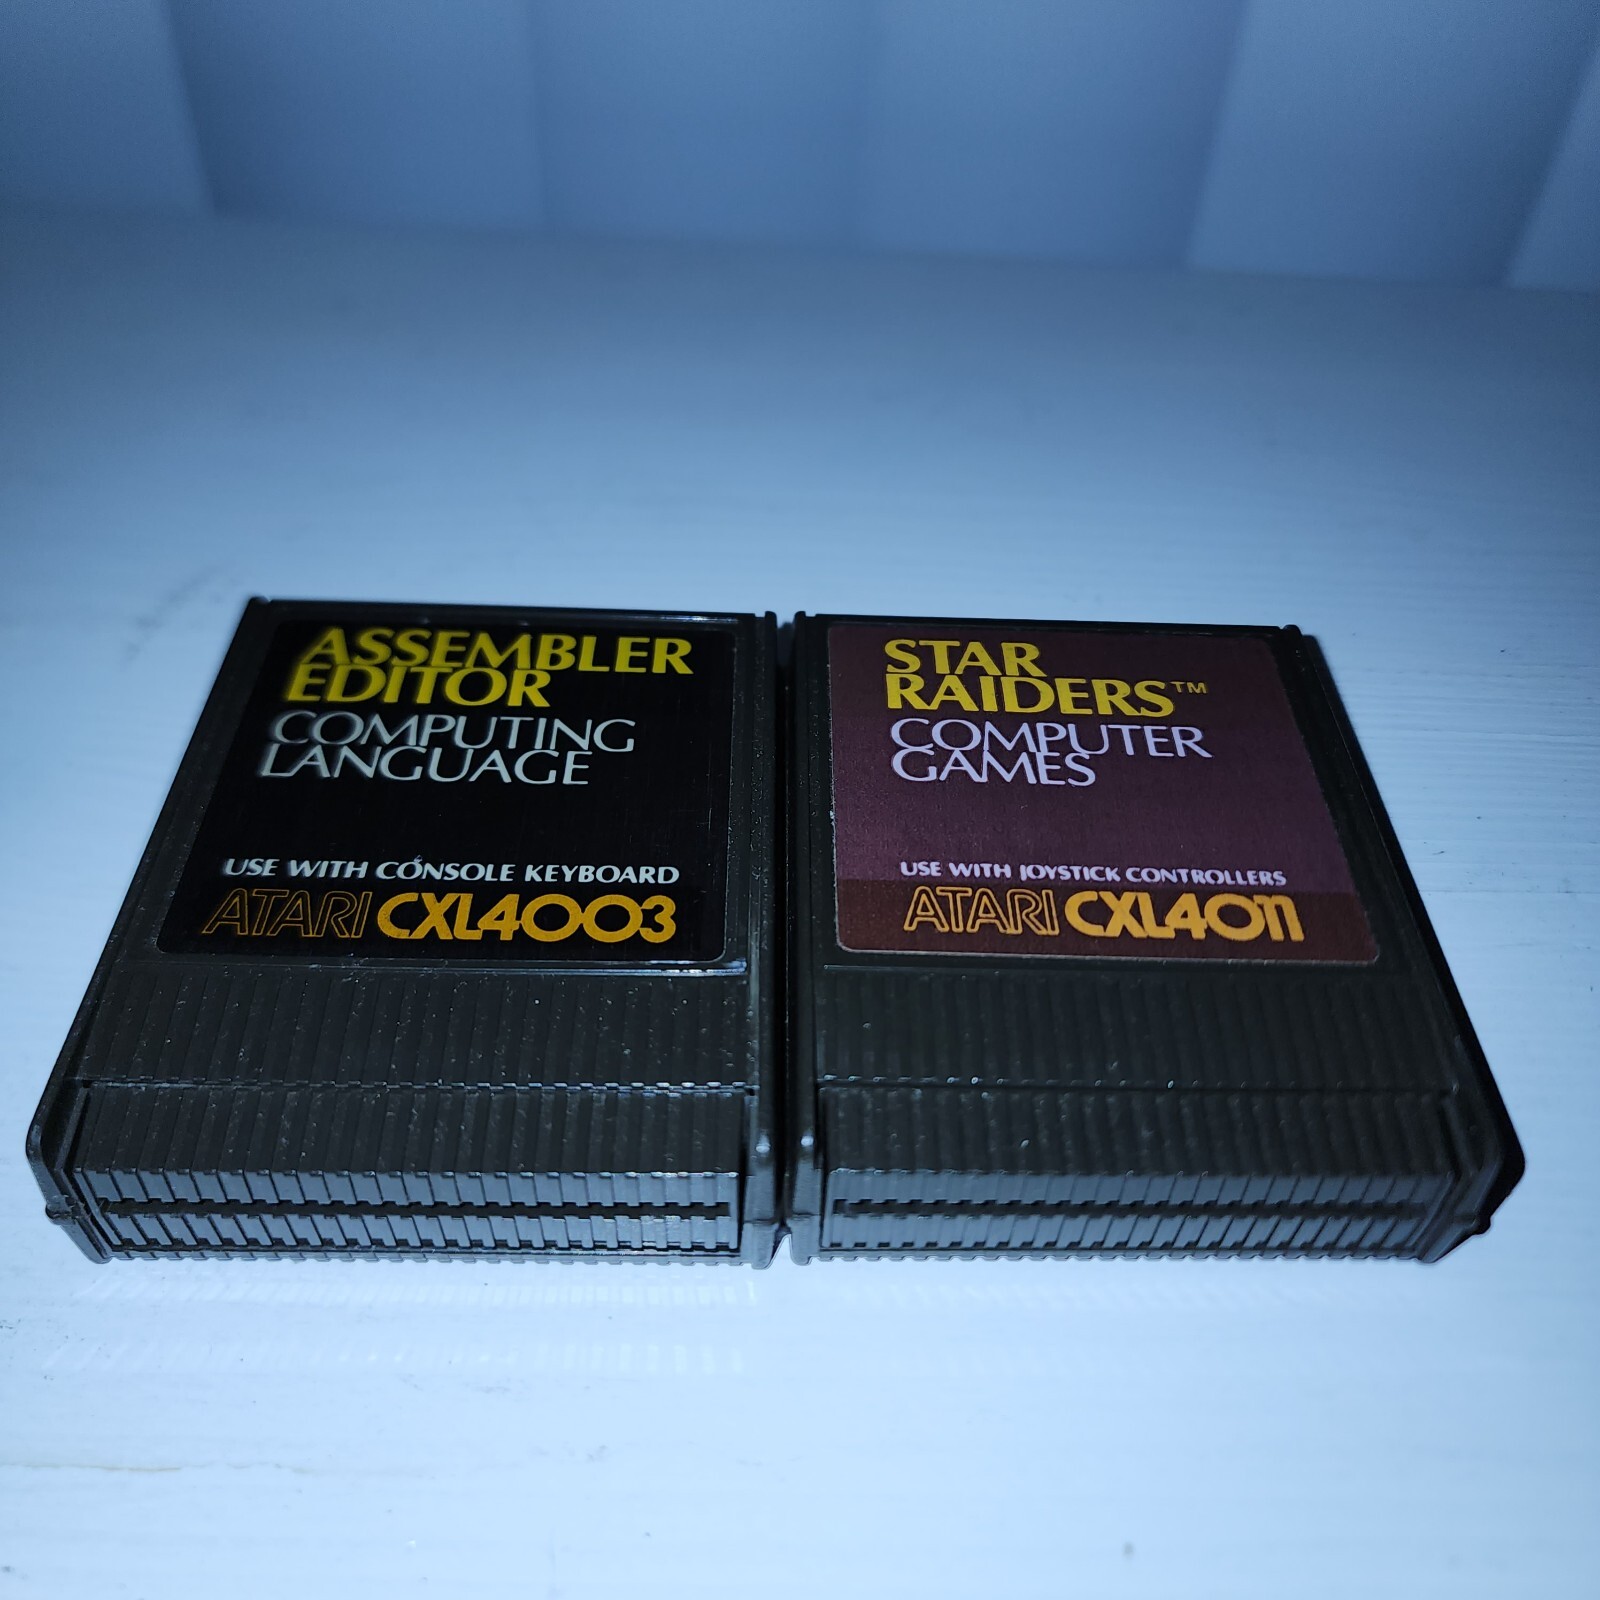 ASSEMBLER
EDITOR
COMPUTING
LANGUAGE
USE WITH CONSOLE KEYBOARD
ATARI CXL4003
STAR
RAIDERS™
COMPUTER
GAMES
USE WITH JOYSTICK CONTROLLERS
ATARI CXL4011